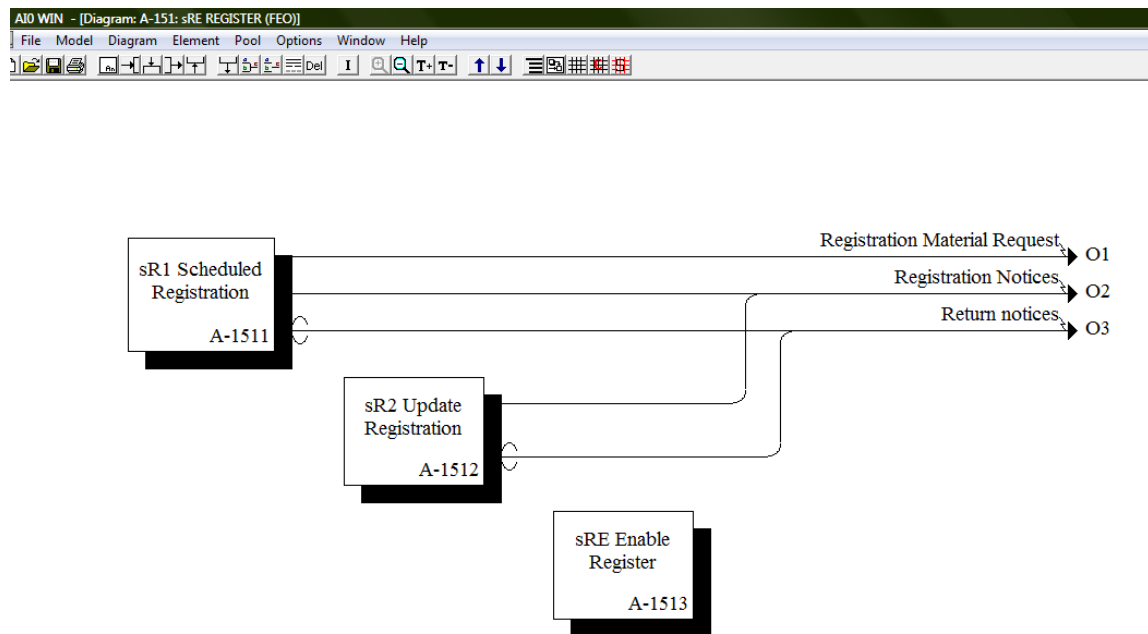 AI0 WIN - [Diagram: A-151: sRE REGISTER (FEO)]
File Model Diagram Element Pool Options Window Help
Del I T+ T-
Registration Material Request O1
sR1 Scheduled
Registration
A-1511
Registration Notices O2
Return notices O3
sR2 Update
Registration
A-1512
sRE Enable
Register
A-1513